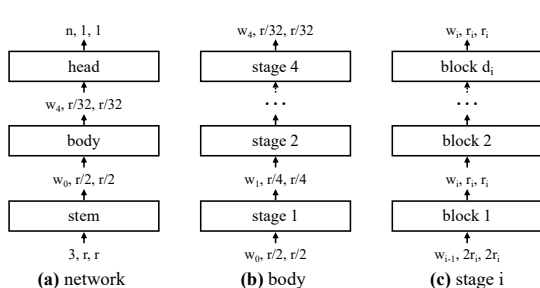 n, 1, 1
head
w₄, r/32, r/32
body
w₀, r/2, r/2
stem
3, r, r
(a) network
w₄, r/32, r/32
stage 4
...
stage 2
w₁, r/4, r/4
stage 1
w₀, r/2, r/2
(b) body
wᵢ, rᵢ, rᵢ
block dᵢ
...
block 2
wᵢ, rᵢ, rᵢ
block 1
wᵢ₋₁, 2rᵢ, 2rᵢ
(c) stage i